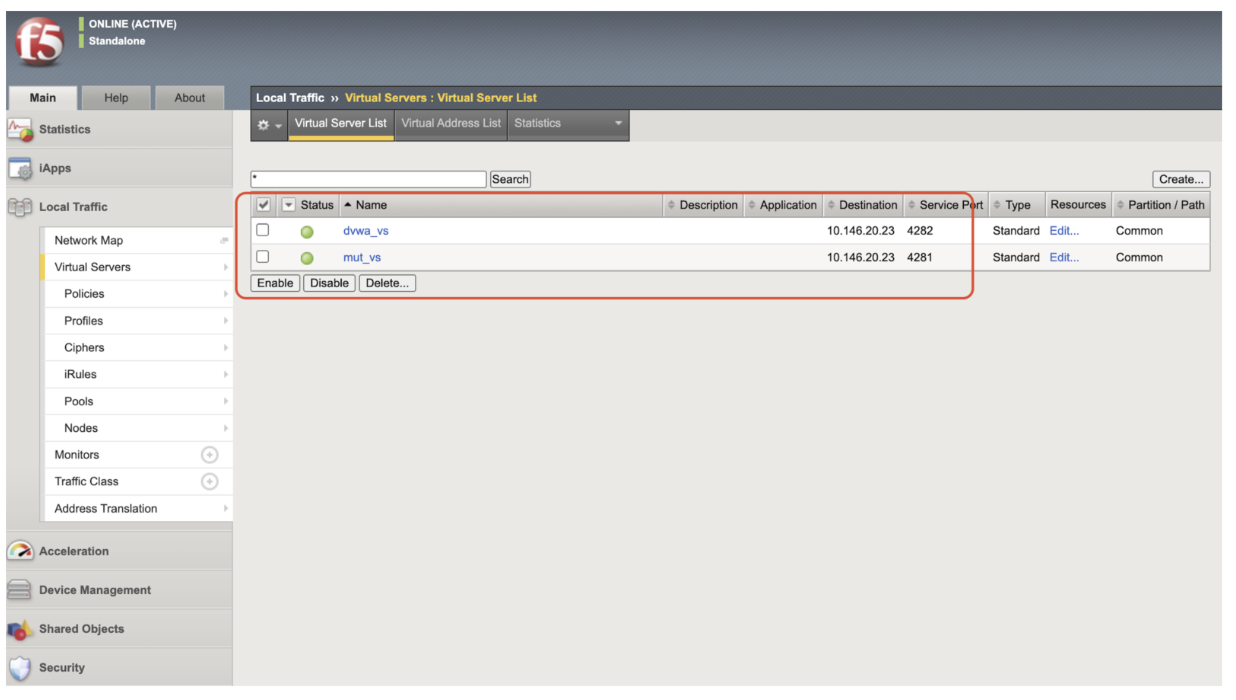 f5
ONLINE (ACTIVE)
Standalone
Main Help About
Statistics
iApps
Local Traffic
Network Map
Virtual Servers
Policies
Profiles
Ciphers
iRules
Pools
Nodes
Monitors
Traffic Class
Address Translation
Acceleration
Device Management
Shared Objects
Security
Local Traffic ›› Virtual Servers : Virtual Server List
Virtual Server List Virtual Address List Statistics
* Search Create...
Status Name Description Application Destination Service Port Type Resources Partition / Path
dvwa_vs 10.146.20.23 4282 Standard Edit... Common
mut_vs 10.146.20.23 4281 Standard Edit... Common
Enable Disable Delete...